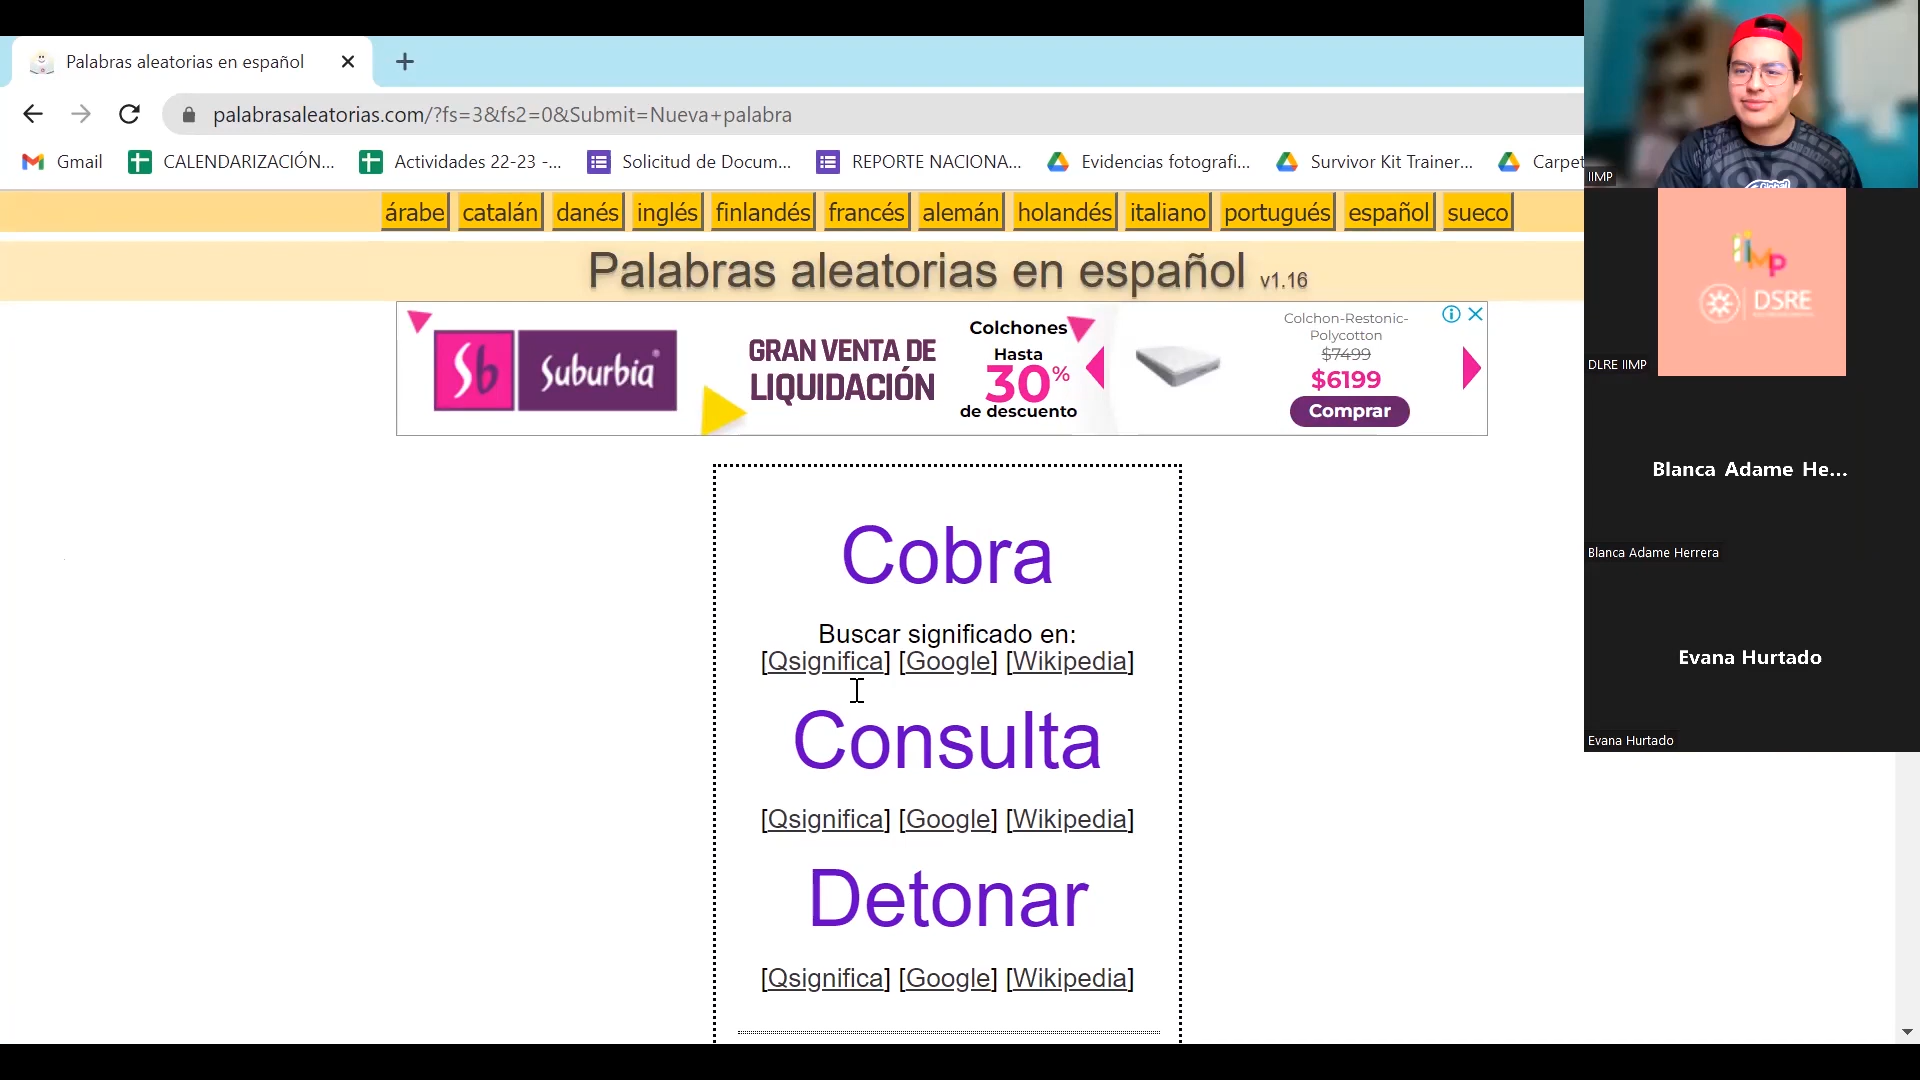 Palabras aleatorias en español
palabrasaleatorias.com/?fs=3&fs2=0&Submit=Nueva+palabra
Gmail CALENDARIZACIÓN... Actividades 22-23 -... Solicitud de Docum... REPORTE NACIONA... Evidencias fotografi... Survivor Kit Trainer... Carpet
árabe catalán danés inglés finlandés francés alemán holandés italiano portugués español sueco
Palabras aleatorias en español v1.16
Sb Suburbia®
GRAN VENTA DE
LIQUIDACIÓN
Colchones
Hasta
30%
de descuento
Colchon-Restonic-
Polycotton
$7499
$6199
Comprar
Cobra
Buscar significado en:
[Qsignifica] [Google] [Wikipedia]
Consulta
[Qsignifica] [Google] [Wikipedia]
Detonar
[Qsignifica] [Google] [Wikipedia]
IIMP
iiMp
DSRE
DLRE IIMP
Blanca Adame He...
Blanca Adame Herrera
Evana Hurtado
Evana Hurtado